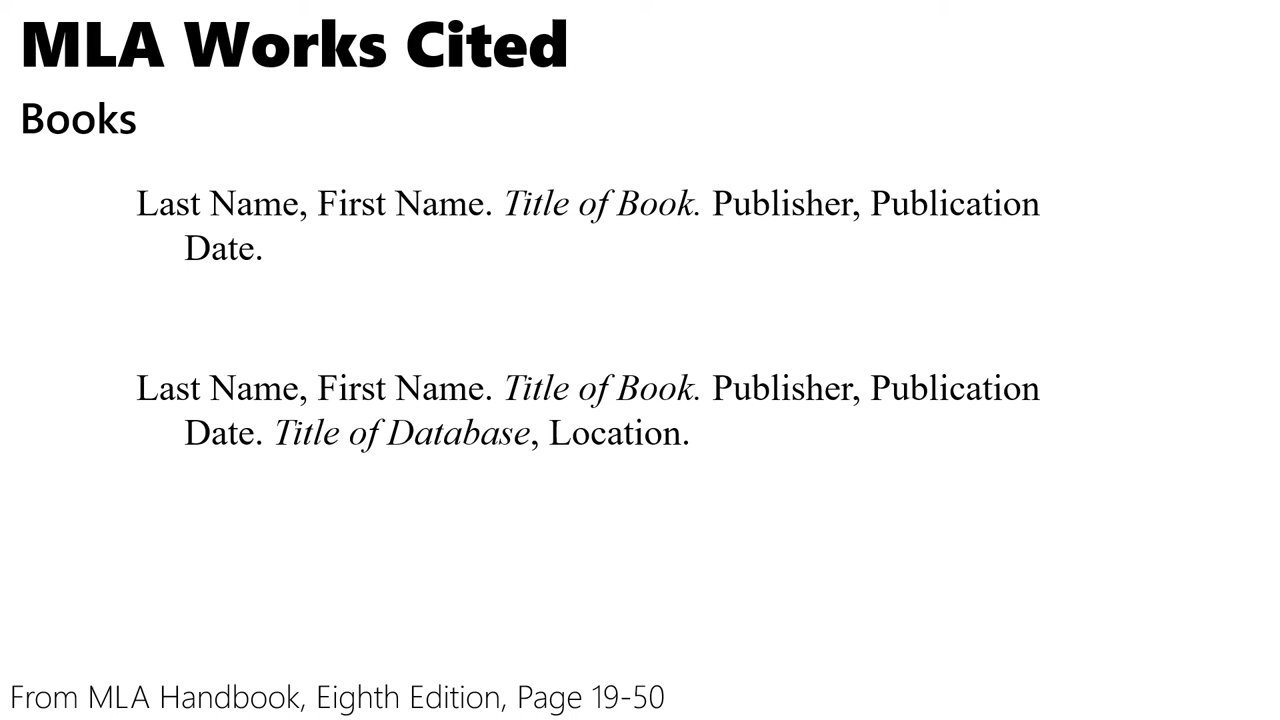 MLA Works Cited
Books
Last Name, First Name. Title of Book. Publisher, Publication
Date.
Last Name, First Name. Title of Book. Publisher, Publication
Date. Title of Database, Location.
From MLA Handbook, Eighth Edition, Page 19-50